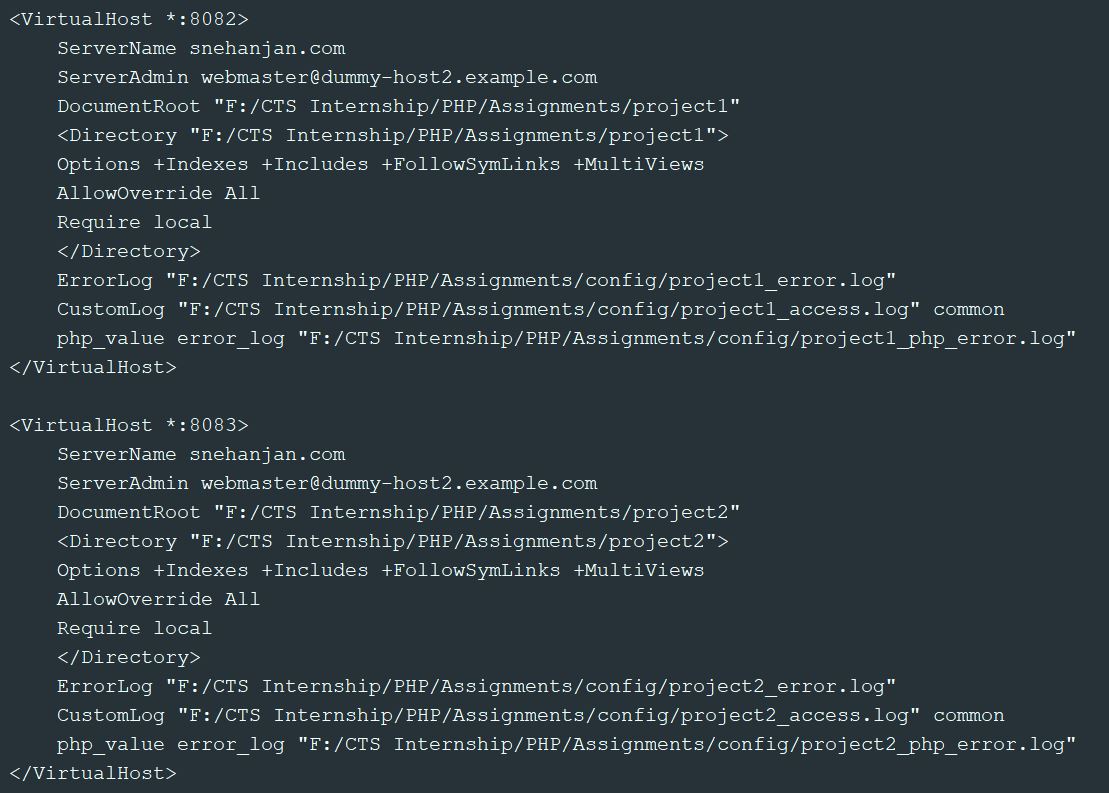 <VirtualHost *:8082>
    ServerName snehanjan.com
    ServerAdmin webmaster@dummy-host2.example.com
    DocumentRoot "F:/CTS Internship/PHP/Assignments/project1"
    <Directory "F:/CTS Internship/PHP/Assignments/project1">
    Options +Indexes +Includes +FollowSymLinks +MultiViews
    AllowOverride All
    Require local
    </Directory>
    ErrorLog "F:/CTS Internship/PHP/Assignments/config/project1_error.log"
    CustomLog "F:/CTS Internship/PHP/Assignments/config/project1_access.log" common
    php_value error_log "F:/CTS Internship/PHP/Assignments/config/project1_php_error.log"
</VirtualHost>

<VirtualHost *:8083>
    ServerName snehanjan.com
    ServerAdmin webmaster@dummy-host2.example.com
    DocumentRoot "F:/CTS Internship/PHP/Assignments/project2"
    <Directory "F:/CTS Internship/PHP/Assignments/project2">
    Options +Indexes +Includes +FollowSymLinks +MultiViews
    AllowOverride All
    Require local
    </Directory>
    ErrorLog "F:/CTS Internship/PHP/Assignments/config/project2_error.log"
    CustomLog "F:/CTS Internship/PHP/Assignments/config/project2_access.log" common
    php_value error_log "F:/CTS Internship/PHP/Assignments/config/project2_php_error.log"
</VirtualHost>